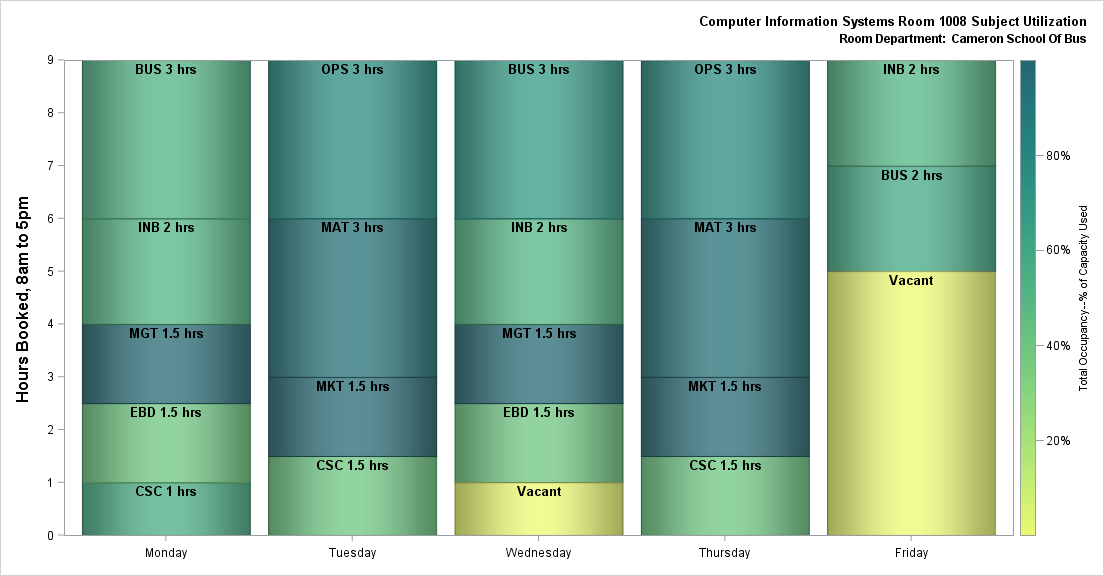 Computer Information Systems Room 1008 Subject Utilization
Room Department: Cameron School Of Bus
Hours Booked, 8am to 5pm
9
8
7
6
5
4
3
2
1
0
BUS 3 hrs
INB 2 hrs
MGT 1.5 hrs
EBD 1.5 hrs
CSC 1 hrs
OPS 3 hrs
MAT 3 hrs
MKT 1.5 hrs
CSC 1.5 hrs
BUS 3 hrs
INB 2 hrs
MGT 1.5 hrs
EBD 1.5 hrs
Vacant
OPS 3 hrs
MAT 3 hrs
MKT 1.5 hrs
CSC 1.5 hrs
INB 2 hrs
BUS 2 hrs
Vacant
Monday
Tuesday
Wednesday
Thursday
Friday
80%
60%
40%
20%
Total Occupancy--% of Capacity Used